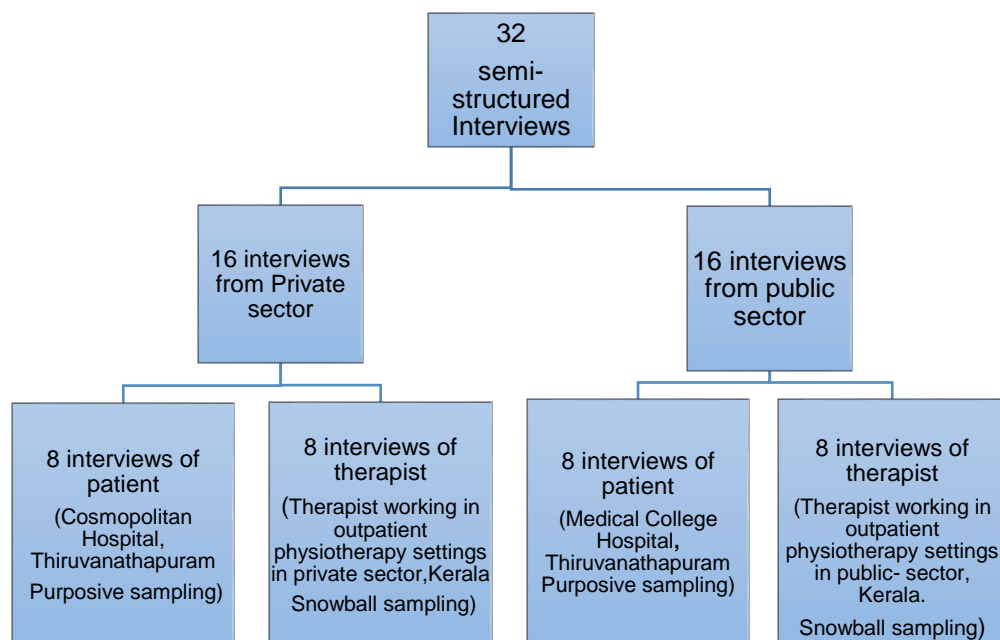 32
semi-
structured
Interviews
16 interviews
from Private
sector
16 interviews
from public
sector
8 interviews of
patient
(Cosmopolitan
Hospital,
Thiruvanathapuram
Purposive sampling)
8 interviews of
therapist
(Therapist working in
outpatient
physiotherapy settings
in private sector,Kerala
Snowball sampling)
8 interviews of
patient
(Medical College
Hospital,
Thiruvanathapuram
Purposive sampling)
8 interviews of
therapist
(Therapist working in
outpatient
physiotherapy settings
in public- sector,
Kerala.
Snowball sampling)